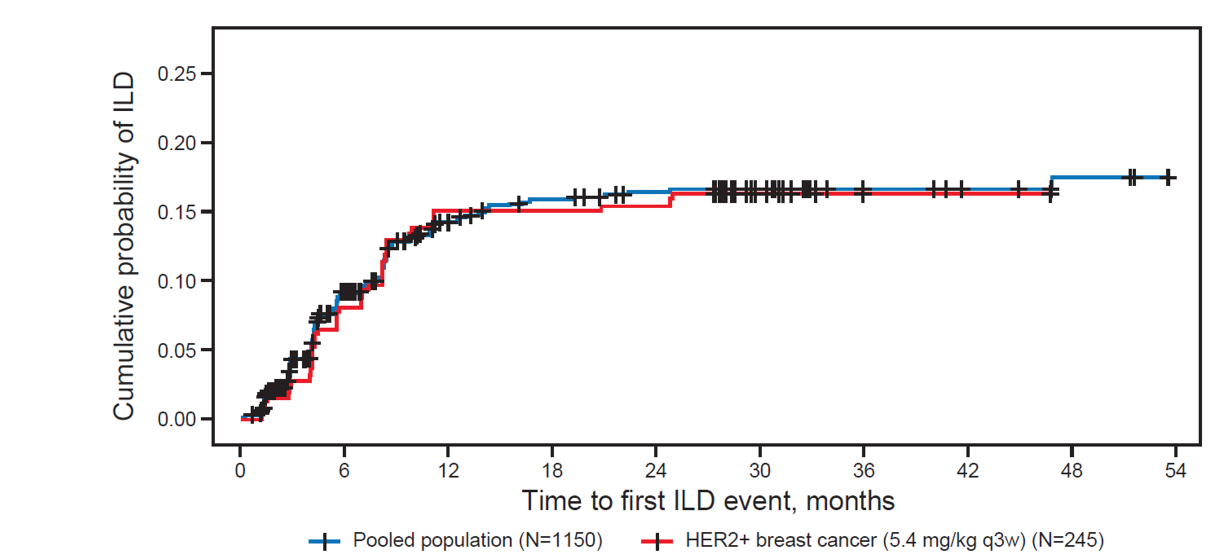 Cumulative probability of ILD
0.25
0.20
0.15
0.10
0.05
0.00
0 6 12 18 24 30 36 42 48 54
Time to first ILD event, months
Pooled population (N=1150) HER2+ breast cancer (5.4 mg/kg q3w) (N=245)